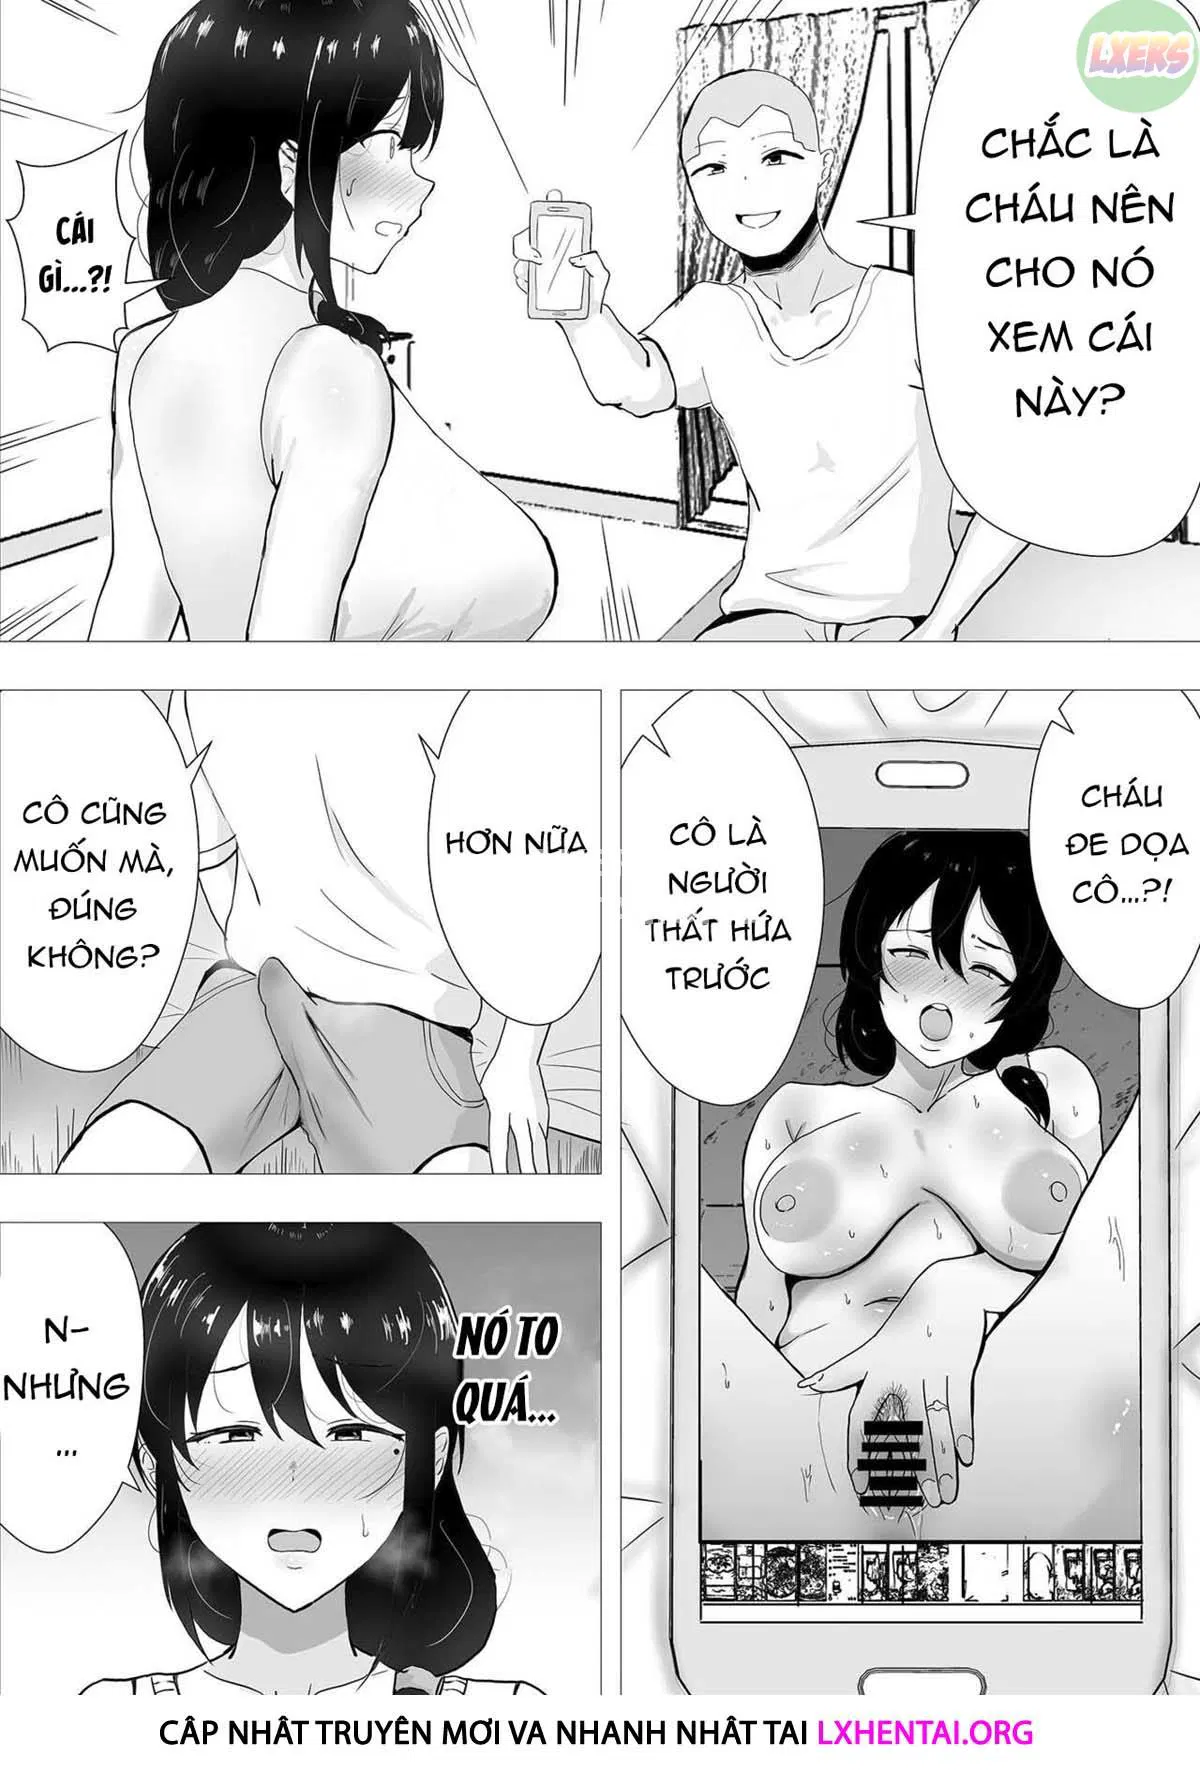 CHẮC LÀ
CHÁU NÊN
CHO NÓ
XEM CÁI
NÀY?
CÁI
GÌ...?!
CHÁU
ĐE DỌA
CÔ...?!
CÔ LÀ
NGƯỜI
THẤT HỨA
TRƯỚC
HƠN NỮA
CÔ CŨNG
MUỐN MÀ,
ĐÚNG
KHÔNG?
NÓ TO
QUÁ...
N-
NHƯNG
...
LXERS
CẬP NHẬT TRUYỆN MỚI VÀ NHANH NHẤT TẠI LXHENTAI.ORG